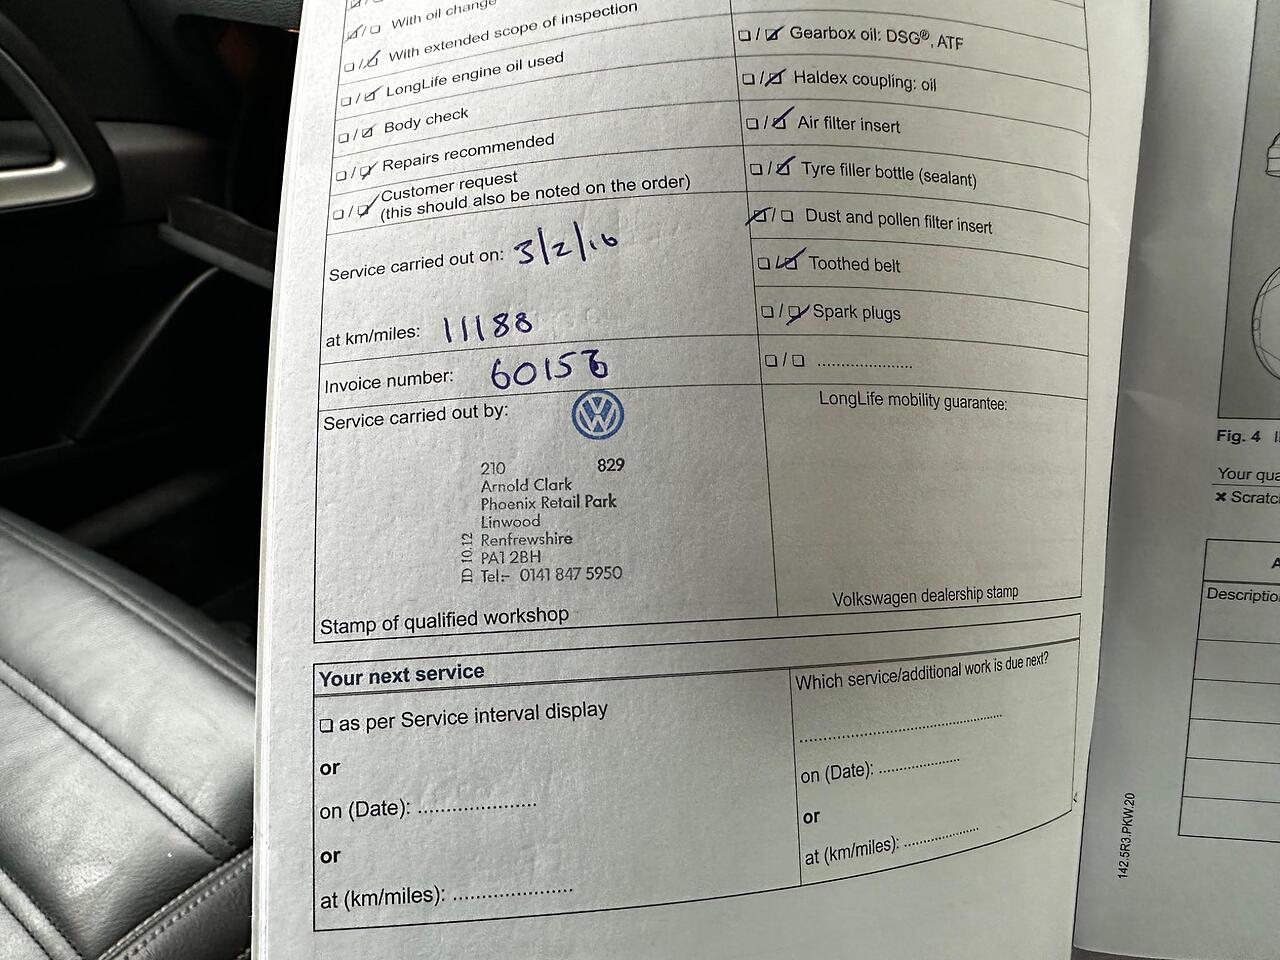 With oil change
With extended scope of inspection
LongLife engine oil used
Body check
Repairs recommended
Customer request
(this should also be noted on the order)
Service carried out on: 3/2/16
at km/miles: 11188
Invoice number:
Service carried out by:
210 829
Arnold Clark
Phoenix Retail Park
Linwood
Renfrewshire
PA1 2BH
Tel:- 0141 847 5950
ID 10.12
Stamp of qualified workshop
Gearbox oil: DSG®, ATF
Haldex coupling: oil
Air filter insert
Tyre filler bottle (sealant)
Dust and pollen filter insert
Toothed belt
Spark plugs
LongLife mobility guarantee:
Volkswagen dealership stamp
Your next service
as per Service interval display
or
on (Date):
or
at (km/miles):
Which service/additional work is due next?
on (Date):
or
at (km/miles):
142.5R3.PKW.20
Fig. 4
Your qua
× Scratc
A
Descriptio